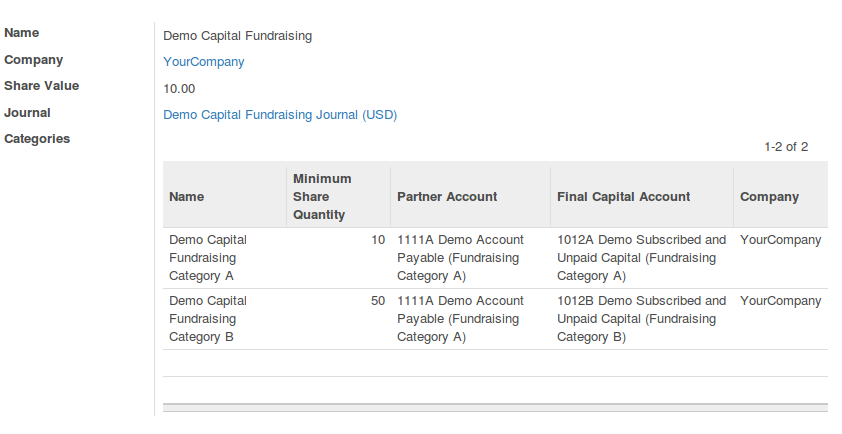 Name
Demo Capital Fundraising
Company
YourCompany
Share Value
10.00
Journal
Demo Capital Fundraising Journal (USD)
Categories
1-2 of 2
Name
Minimum
Share
Quantity
Partner Account
Final Capital Account
Company
Demo Capital
Fundraising
Category A
10
1111A Demo Account
Payable (Fundraising
Category A)
1012A Demo Subscribed and
Unpaid Capital (Fundraising
Category A)
YourCompany
Demo Capital
Fundraising
Category B
50
1111A Demo Account
Payable (Fundraising
Category A)
1012B Demo Subscribed and
Unpaid Capital (Fundraising
Category B)
YourCompany